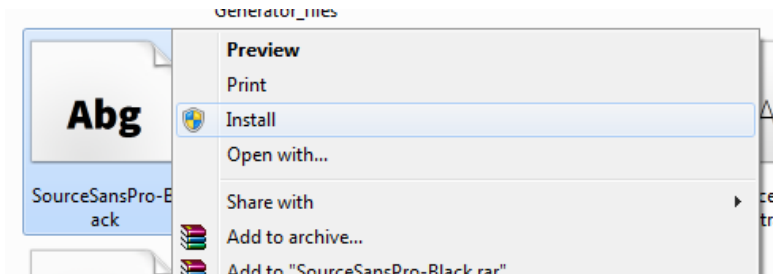 Generator_files
Preview
Print
Abg
Install
Open with...
SourceSansPro-B
ack
Share with
Add to archive...
Add to "SourceSansPro-Black.rar"